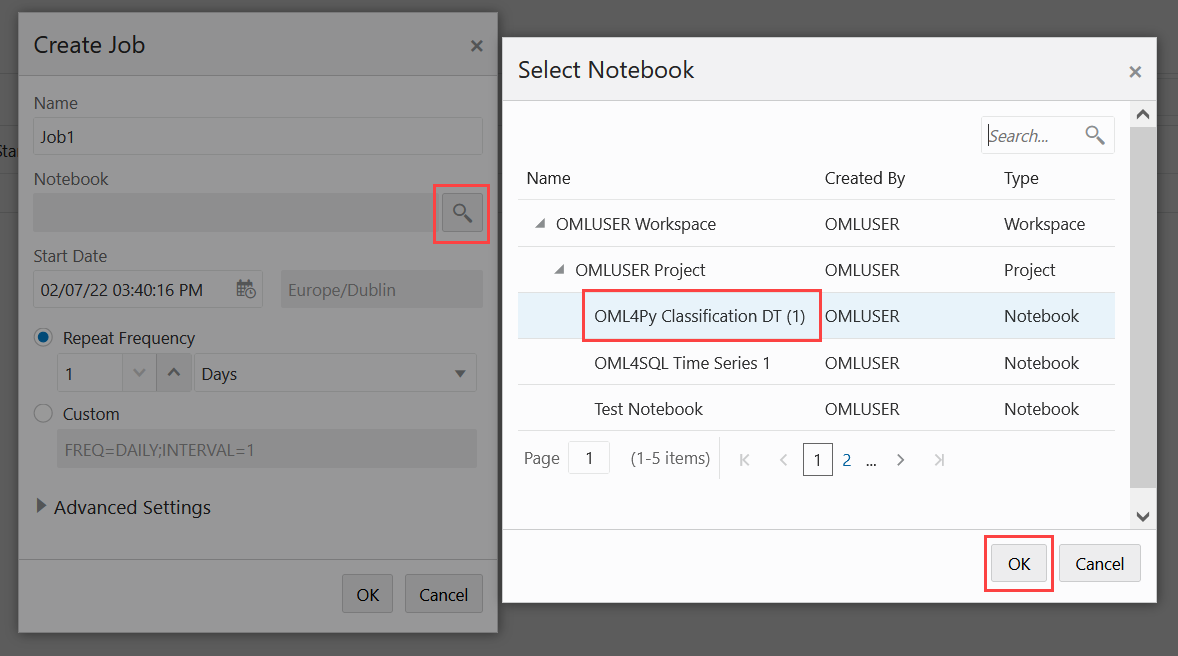 Create Job
×
Name
Job1
Notebook
Start Date
02/07/22 03:40:16 PM
Europe/Dublin
Repeat Frequency
1
Days
Custom
FREQ=DAILY;INTERVAL=1
Advanced Settings
OK
Cancel
Sta
Select Notebook
×
Search...
Name Created By Type
OMLUSER Workspace OMLUSER Workspace
OMLUSER Project OMLUSER Project
OML4Py Classification DT (1) OMLUSER Notebook
OML4SQL Time Series 1 OMLUSER Notebook
Test Notebook OMLUSER Notebook
Page 1 (1-5 items) 1 2 ...
OK
Cancel